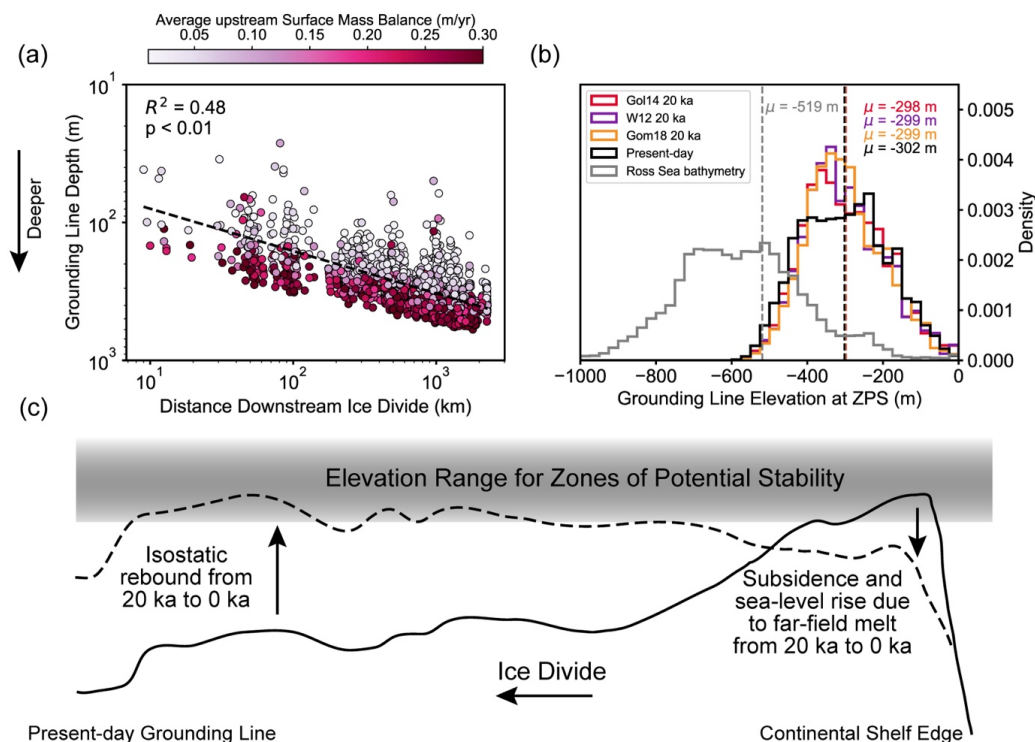 Average upstream Surface Mass Balance (m/yr)
0.05 0.10 0.15 0.20 0.25 0.30
(a)
R² = 0.48
p < 0.01
Deeper
Grounding Line Depth (m)
10¹
10²
10³
10¹ 10² 10³
Distance Downstream Ice Divide (km)
(b)
Gol14 20 ka
W12 20 ka
Gom18 20 ka
Present-day
Ross Sea bathymetry
μ = -519 m
μ = -298 m
μ = -299 m
μ = -299 m
μ = -302 m
0.005
0.004
0.003
0.002
0.001
0.000
Density
−1000 −800 −600 −400 −200 0
Grounding Line Elevation at ZPS (m)
(c)
Elevation Range for Zones of Potential Stability
Isostatic
rebound from
20 ka to 0 ka
Subsidence and
sea-level rise due
to far-field melt
from 20 ka to 0 ka
Ice Divide
Present-day Grounding Line
Continental Shelf Edge